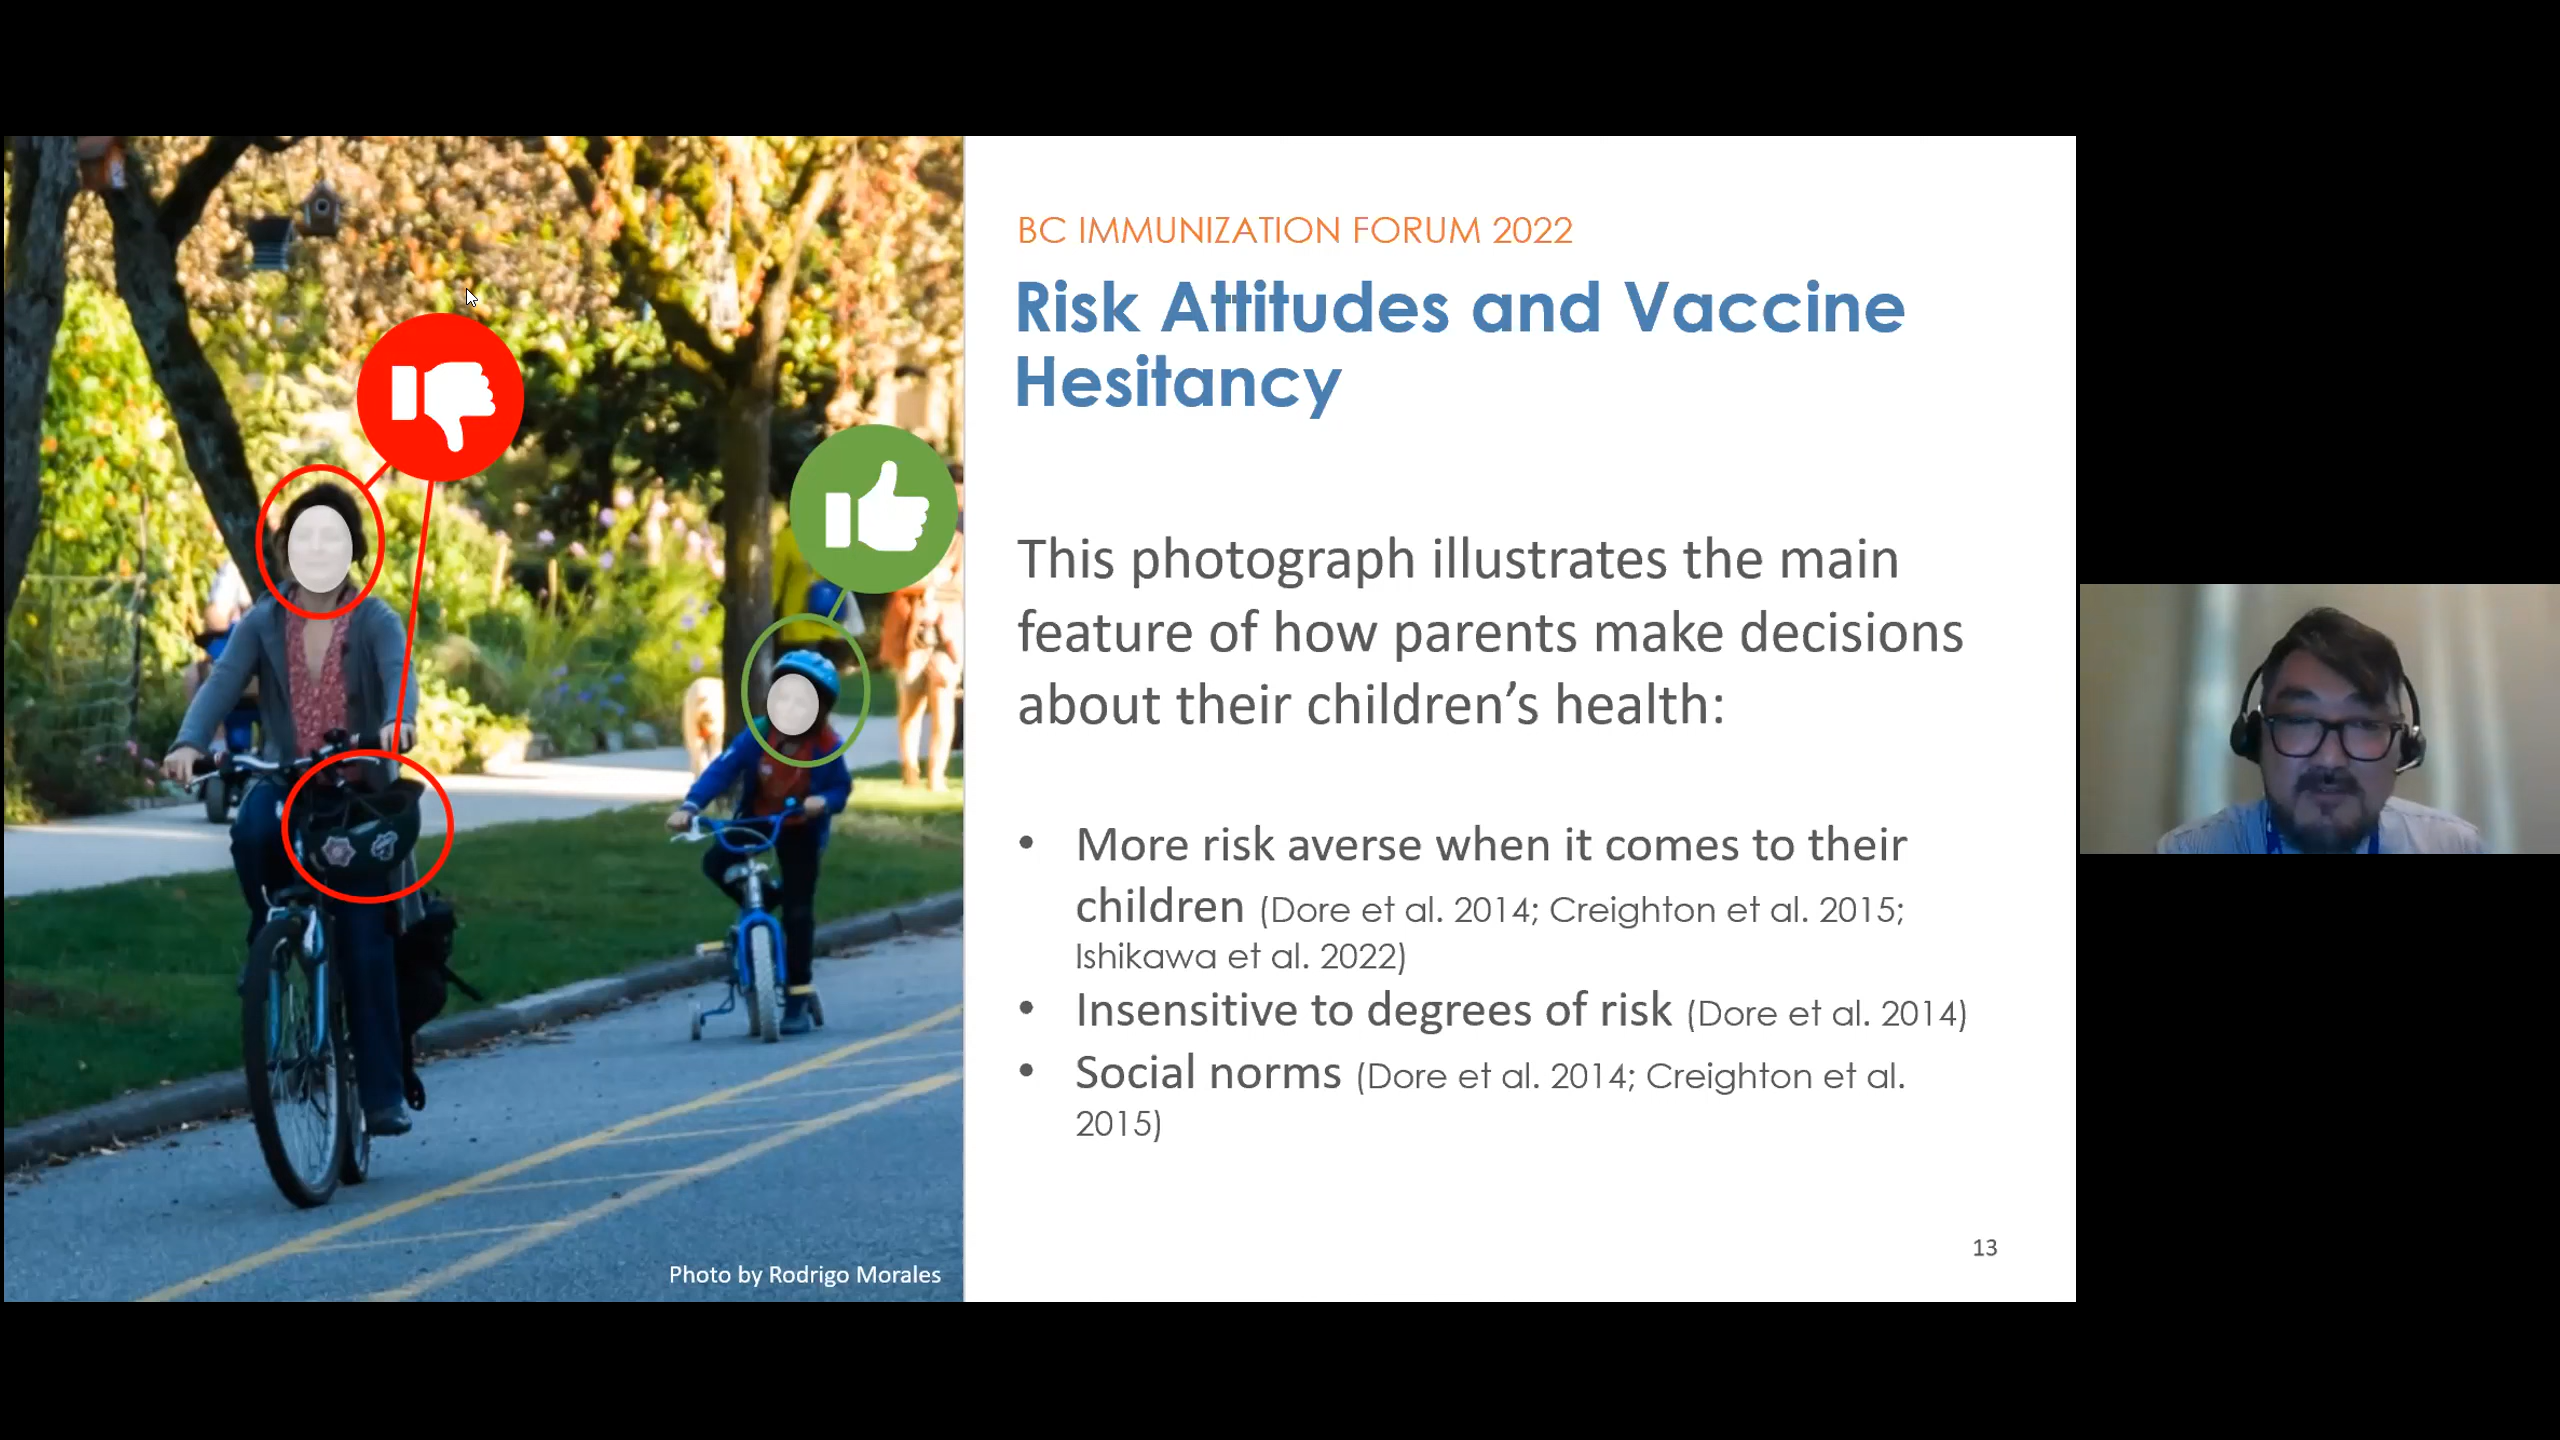 BC IMMUNIZATION FORUM 2022
Risk Attitudes and Vaccine
Hesitancy
This photograph illustrates the main
feature of how parents make decisions
about their children’s health:
• More risk averse when it comes to their
children (Dore et al. 2014; Creighton et al. 2015;
Ishikawa et al. 2022)
• Insensitive to degrees of risk (Dore et al. 2014)
• Social norms (Dore et al. 2014; Creighton et al.
2015)
13
Photo by Rodrigo Morales